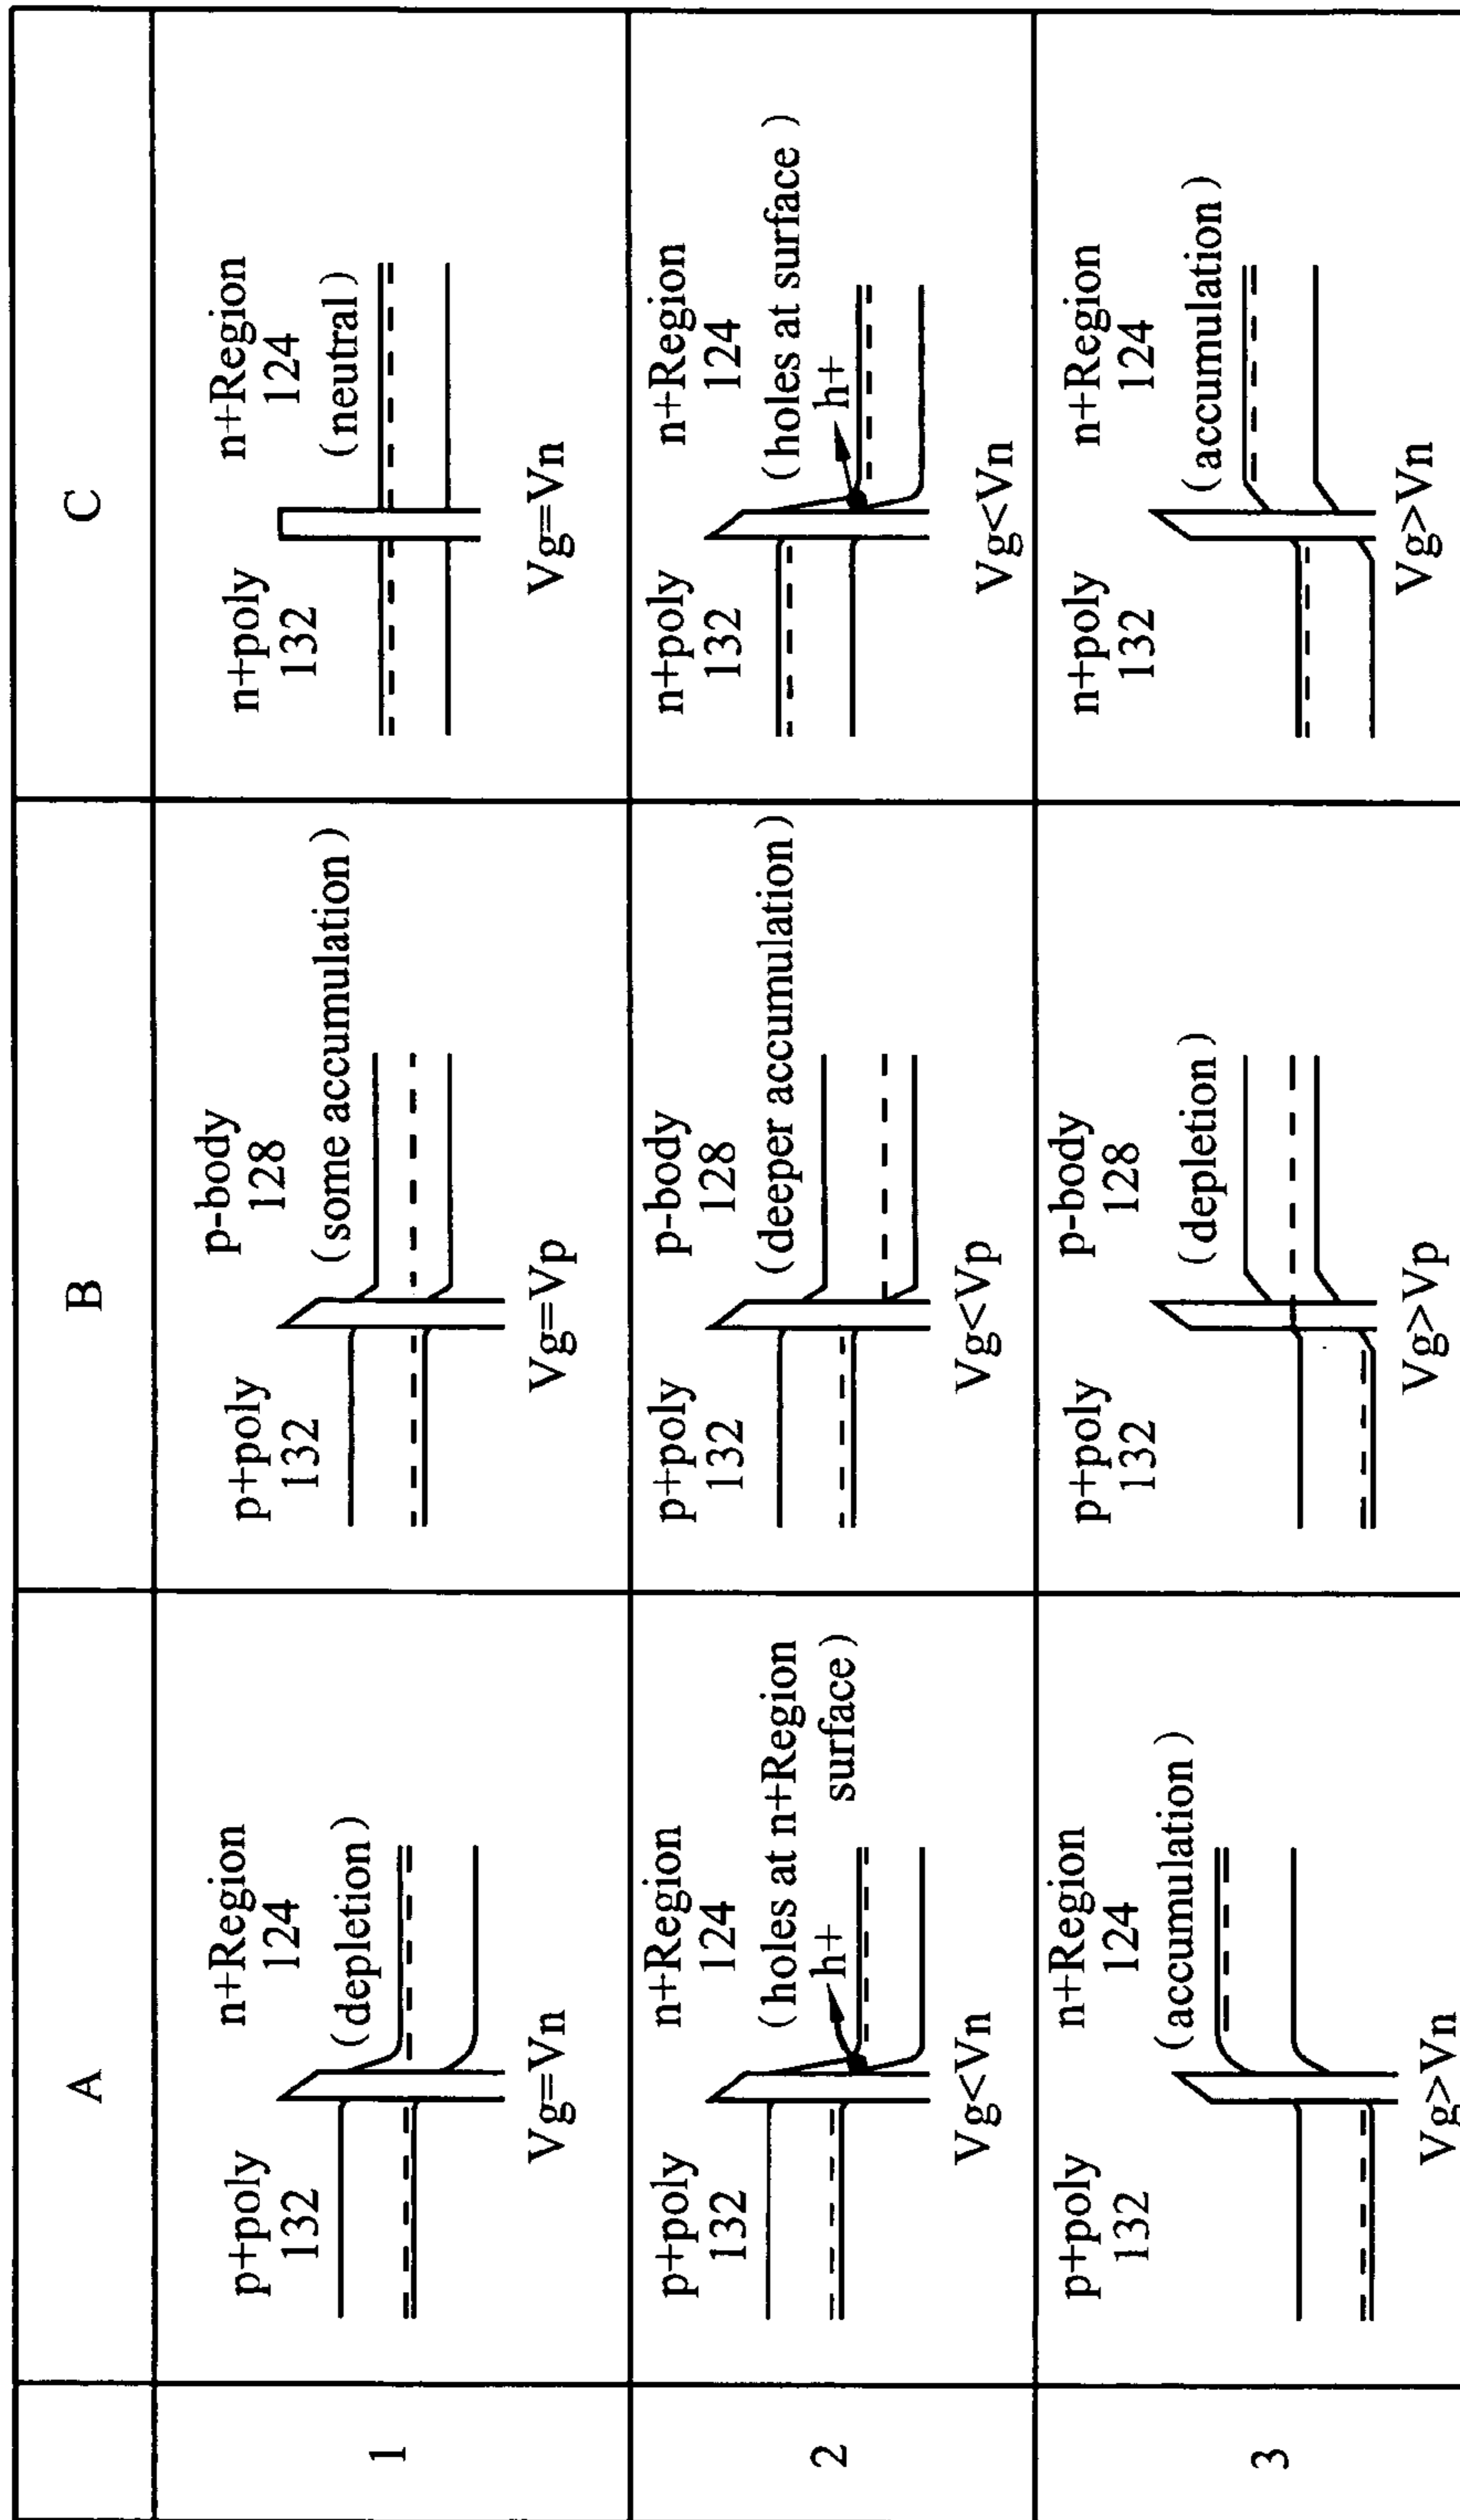 A
B
C
1
p+poly
132
n+Region
124
(depletion)
Vg=Vn
p+poly
132
p-body
128
(some accumulation)
Vg=Vp
n+poly
132
n+Region
124
(neutral)
Vg=Vn
2
p+poly
132
n+Region
124
(holes at n+Region
h+ surface)
Vg<Vn
p+poly
132
p-body
128
(deeper accumulation)
Vg<Vp
n+poly
132
n+Region
124
(holes at surface)
h+
Vg<Vn
3
p+poly
132
n+Region
124
(accumulation)
Vg>Vn
p+poly
132
p-body
128
(depletion)
Vg>Vp
n+poly
132
n+Region
124
(accumulation)
Vg>Vn